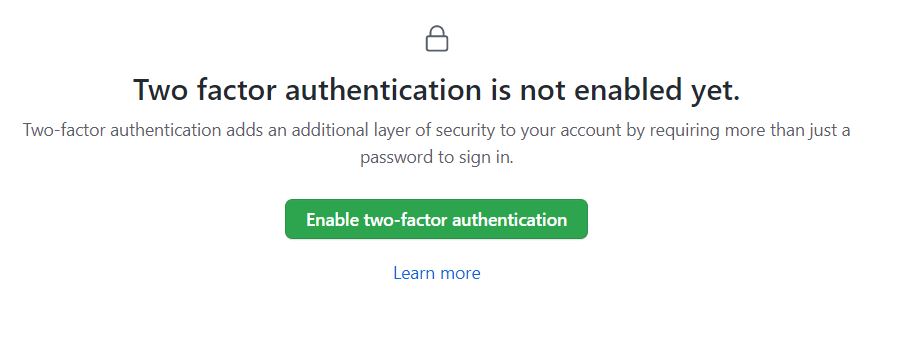 Two factor authentication is not enabled yet.
Two-factor authentication adds an additional layer of security to your account by requiring more than just a
password to sign in.
Enable two-factor authentication
Learn more